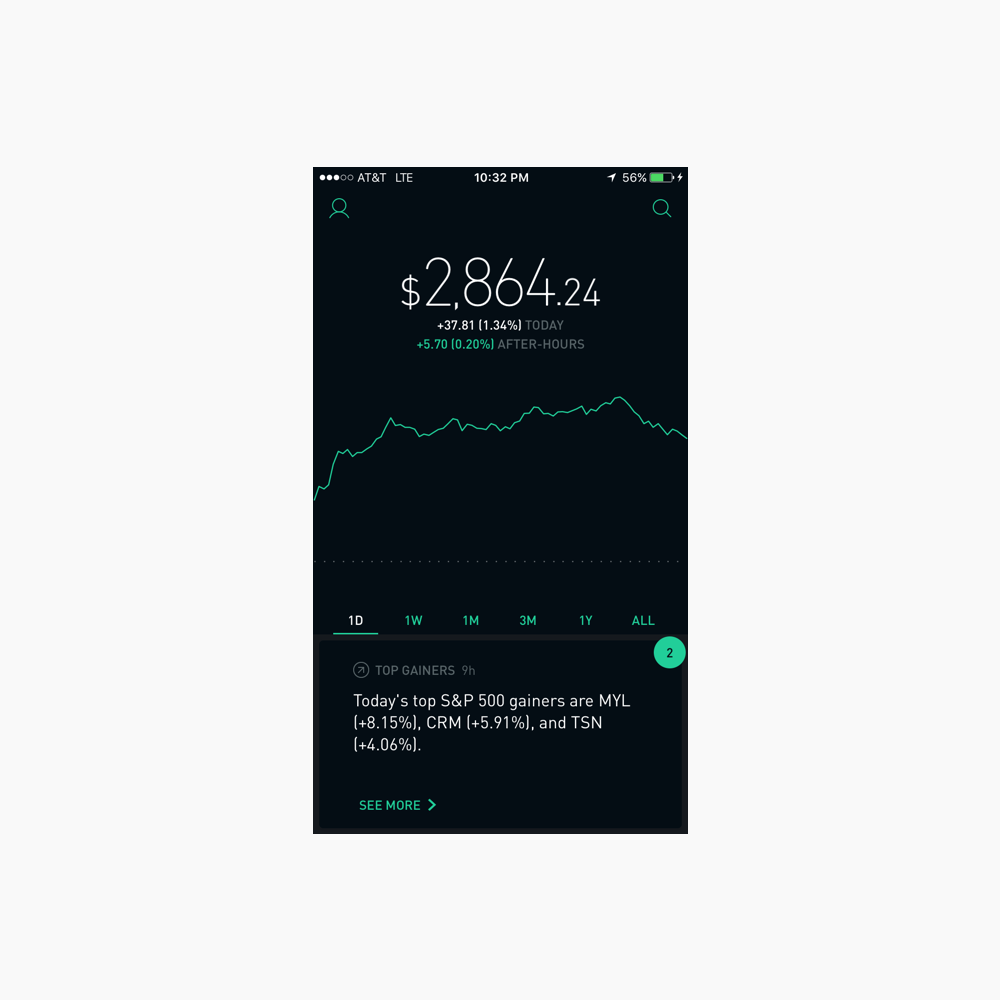 AT&T LTE 10:32 PM 56%
$2,864.24
+37.81 (1.34%) TODAY
+5.70 (0.20%) AFTER-HOURS
1D 1W 1M 3M 1Y ALL
2
TOP GAINERS 9h
Today's top S&P 500 gainers are MYL
(+8.15%), CRM (+5.91%), and TSN
(+4.06%).
SEE MORE